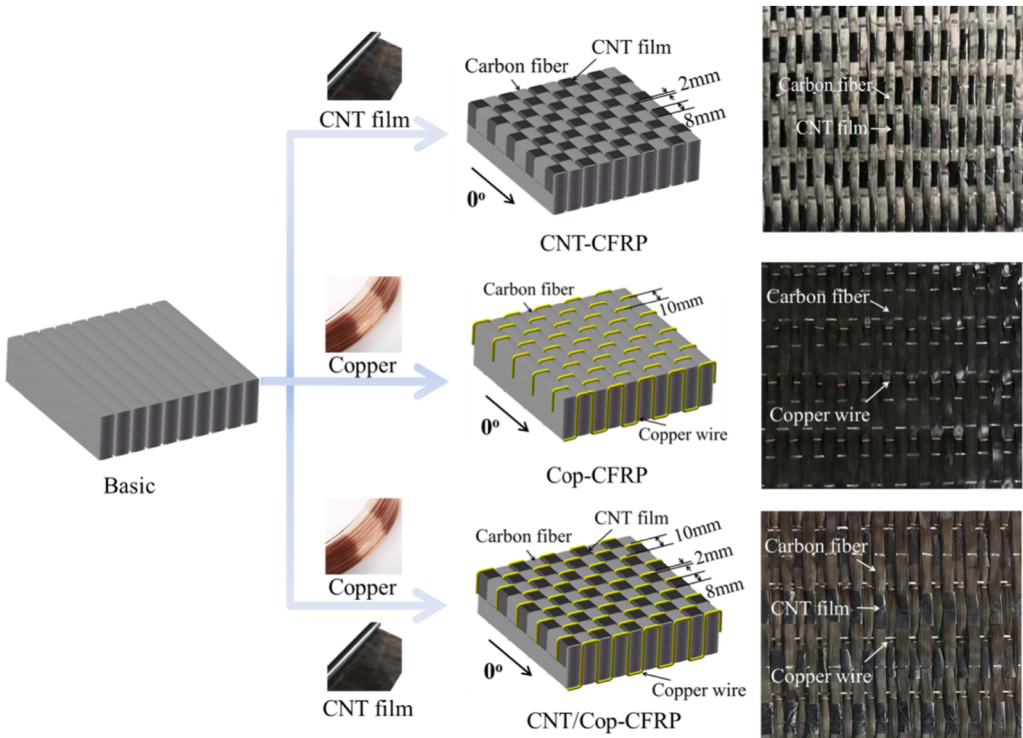 CNT film
Carbon fiber
CNT film
2mm
8mm
0°
CNT-CFRP
Carbon fiber
CNT film
Basic
Copper
Carbon fiber
10mm
0°
Copper wire
Cop-CFRP
Carbon fiber
Copper wire
Copper
CNT film
Carbon fiber
CNT film
10mm
2mm
8mm
0°
Copper wire
CNT/Cop-CFRP
Carbon fiber
CNT film
Copper wire